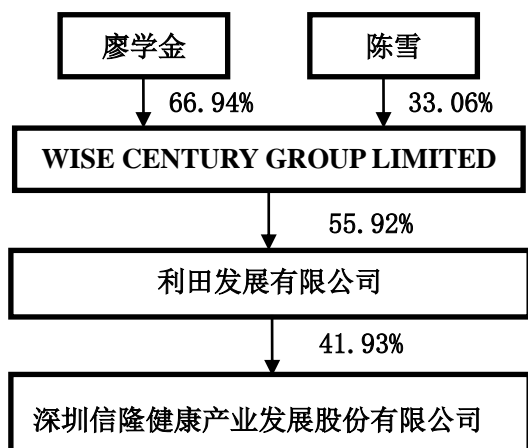 廖学金
陈雪
66.94%
33.06%
WISE CENTURY GROUP LIMITED
55.92%
利田发展有限公司
41.93%
深圳信隆健康产业发展股份有限公司